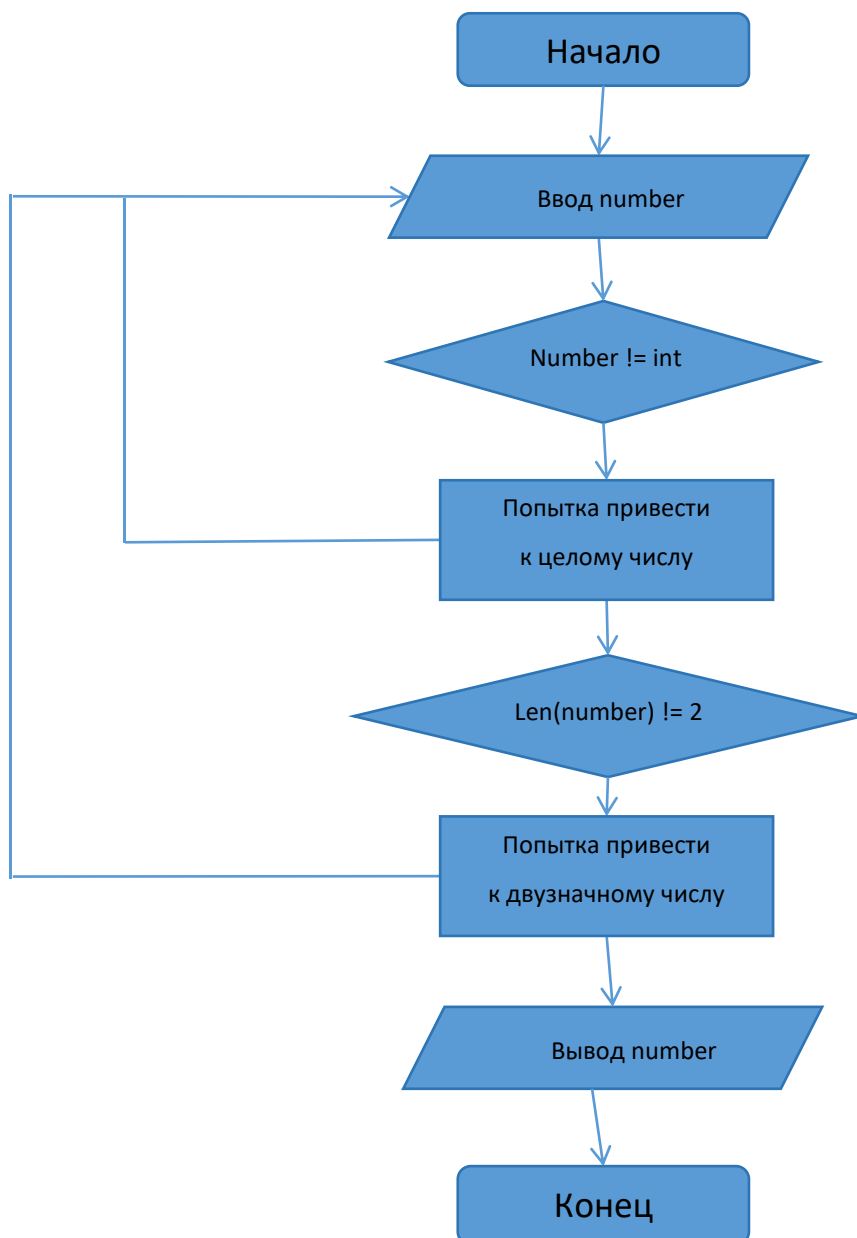 Начало
Ввод number
Number != int
Попытка привести
к целому числу
Len(number) != 2
Попытка привести
к двузначному числу
Вывод number
Конец